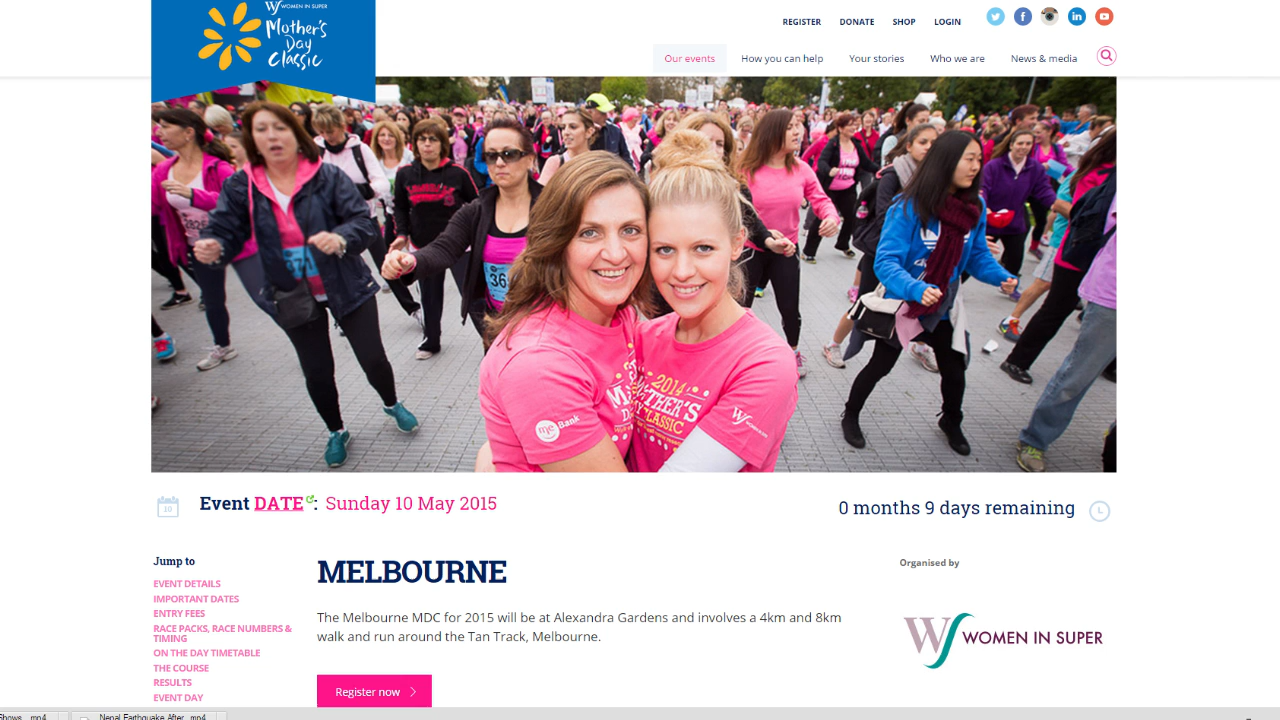 WOMEN IN SUPER
Mother's
Day
Classic
REGISTER DONATE SHOP LOGIN
Our events How you can help Your stories Who we are News & media
36
me Bank
2014
MOTHER'S
CLASSIC
Event DATE: Sunday 10 May 2015
0 months 9 days remaining
10
Jump to
EVENT DETAILS
IMPORTANT DATES
ENTRY FEES
RACE PACKS, RACE NUMBERS &
TIMING
ON THE DAY TIMETABLE
THE COURSE
RESULTS
EVENT DAY
MELBOURNE
The Melbourne MDC for 2015 will be at Alexandra Gardens and involves a 4km and 8km
walk and run around the Tan Track, Melbourne.
Register now
Organised by
WOMEN IN SUPER
Shows....mp4
Nepal Earthquake After...mp4